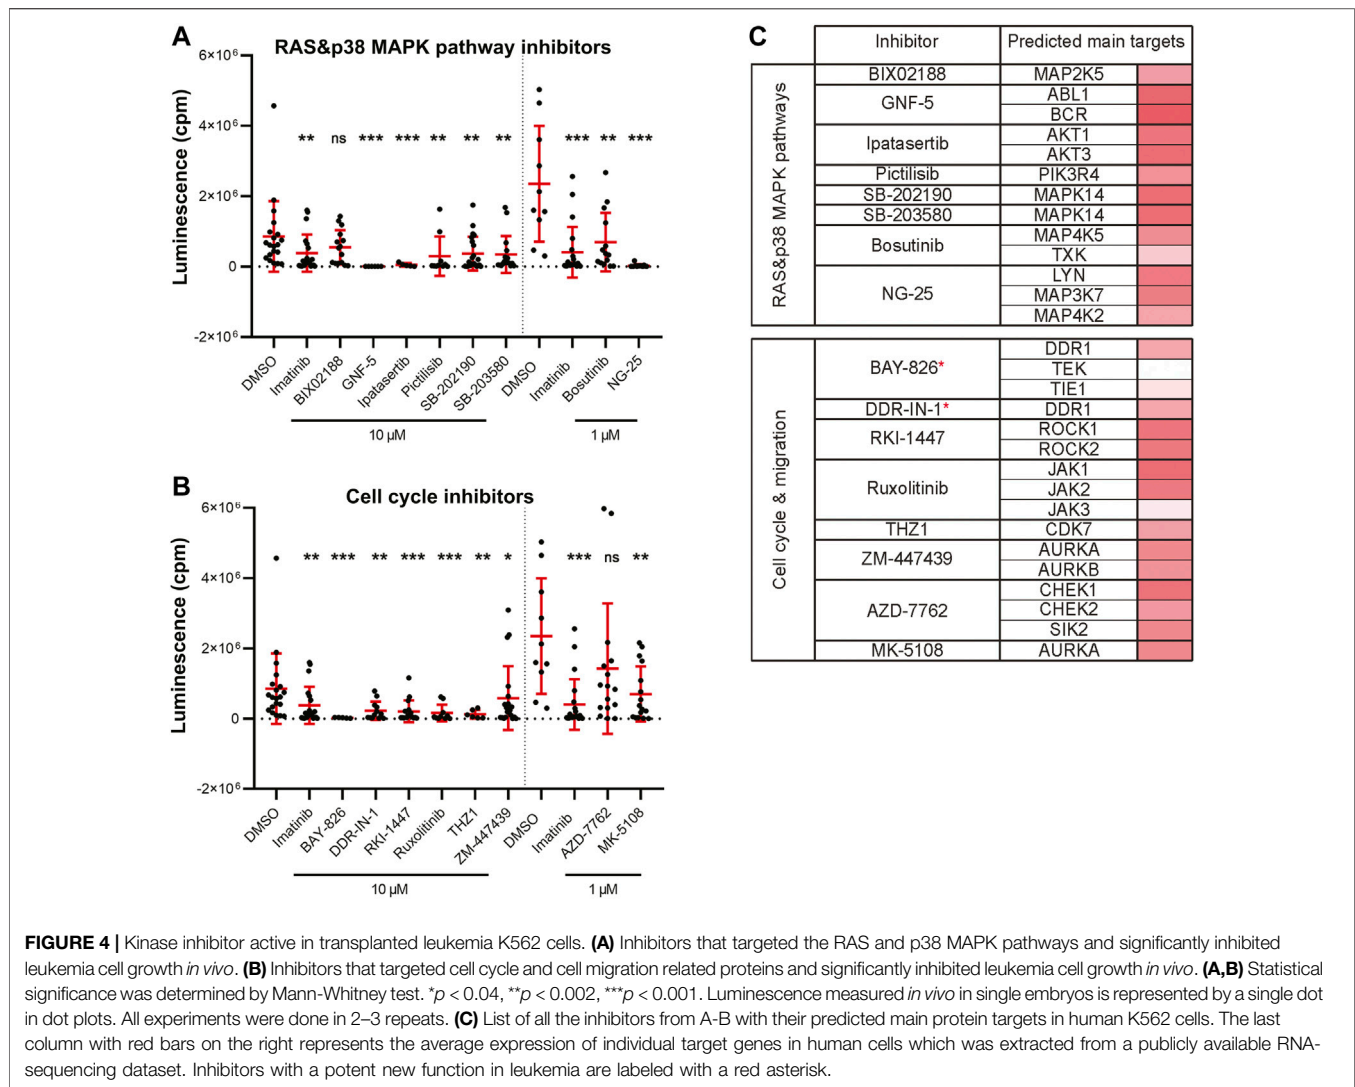 A
RAS&p38 MAPK pathway inhibitors
Luminescence (cpm)
6×10⁶
4×10⁶
2×10⁶
0
-2×10⁶
** ns *** *** ** ** ** *** ** ***
DMSO
Imatinib
BIX02188
GNF-5
Ipatasertib
Pictilisib
SB-202190
SB-203580
DMSO
Imatinib
Bosutinib
NG-25
10 µM
1 µM
B
Cell cycle inhibitors
Luminescence (cpm)
6×10⁶
4×10⁶
2×10⁶
0
-2×10⁶
** *** ** *** *** ** * *** ns **
DMSO
Imatinib
BAY-826
DDR-IN-1
RKI-1447
Ruxolitinib
THZ1
ZM-447439
DMSO
Imatinib
AZD-7762
MK-5108
10 µM
1 µM
C
Inhibitor Predicted main targets
RAS&p38 MAPK pathways
BIX02188 MAP2K5
GNF-5 ABL1
BCR
Ipatasertib AKT1
AKT3
Pictilisib PIK3R4
SB-202190 MAPK14
SB-203580 MAPK14
Bosutinib MAP4K5
TXK
NG-25 LYN
MAP3K7
MAP4K2
Cell cycle & migration
BAY-826* DDR1
TEK
TIE1
DDR-IN-1* DDR1
RKI-1447 ROCK1
ROCK2
Ruxolitinib JAK1
JAK2
JAK3
THZ1 CDK7
ZM-447439 AURKA
AURKB
AZD-7762 CHEK1
CHEK2
SIK2
MK-5108 AURKA
FIGURE 4 | Kinase inhibitor active in transplanted leukemia K562 cells. (A) Inhibitors that targeted the RAS and p38 MAPK pathways and significantly inhibited
leukemia cell growth in vivo. (B) Inhibitors that targeted cell cycle and cell migration related proteins and significantly inhibited leukemia cell growth in vivo. (A,B) Statistical
significance was determined by Mann-Whitney test. *p < 0.04, **p < 0.002, ***p < 0.001. Luminescence measured in vivo in single embryos is represented by a single dot
in dot plots. All experiments were done in 2–3 repeats. (C) List of all the inhibitors from A-B with their predicted main protein targets in human K562 cells. The last
column with red bars on the right represents the average expression of individual target genes in human cells which was extracted from a publicly available RNA-
sequencing dataset. Inhibitors with a potent new function in leukemia are labeled with a red asterisk.